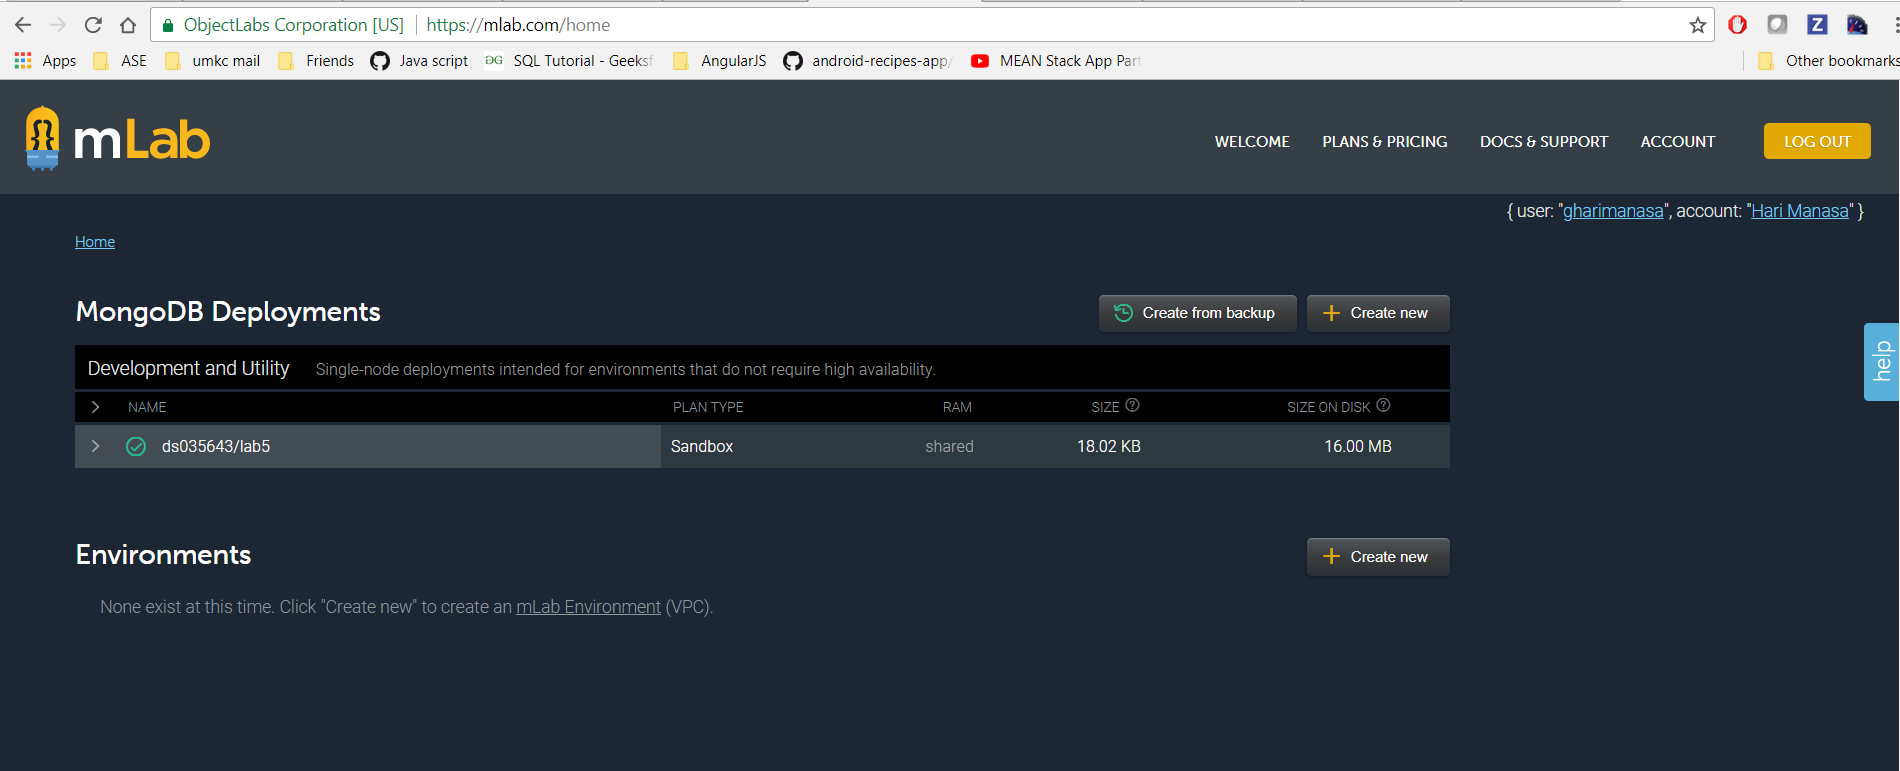 ObjectLabs Corporation [US] https://mlab.com/home
Apps ASE umkc mail Friends Java script SQL Tutorial - Geeksf AngularJS android-recipes-app/ MEAN Stack App Part Other bookmarks
mLab WELCOME PLANS & PRICING DOCS & SUPPORT ACCOUNT LOG OUT
{ user: "gharimanasa", account: "Hari Manasa" }
Home
MongoDB Deployments Create from backup Create new
help
Development and Utility Single-node deployments intended for environments that do not require high availability.
NAME PLAN TYPE RAM SIZE SIZE ON DISK
ds035643/lab5 Sandbox shared 18.02 KB 16.00 MB
Environments Create new
None exist at this time. Click "Create new" to create an mLab Environment (VPC).